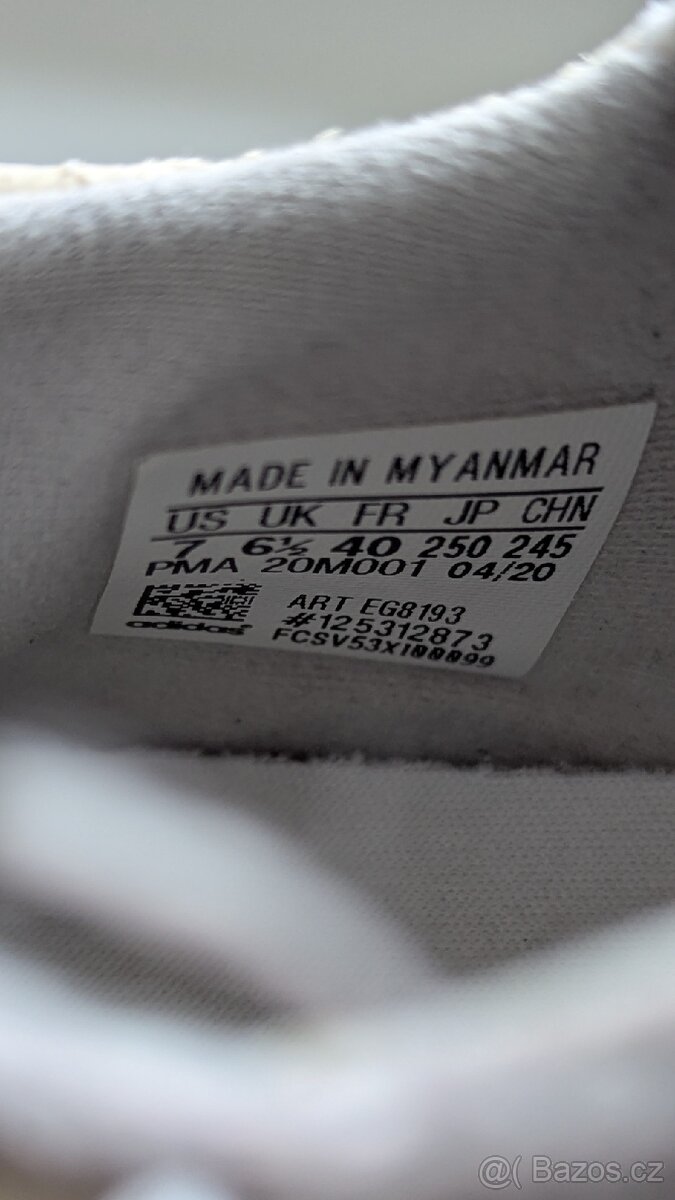 MADE IN MYANMAR
US UK FR JP CHN
7 6½ 40 250 245
PMA 20M001 04/20
ART EG8193
#125312873
adidas
FCSV53XI00099
@( Bazos.cz